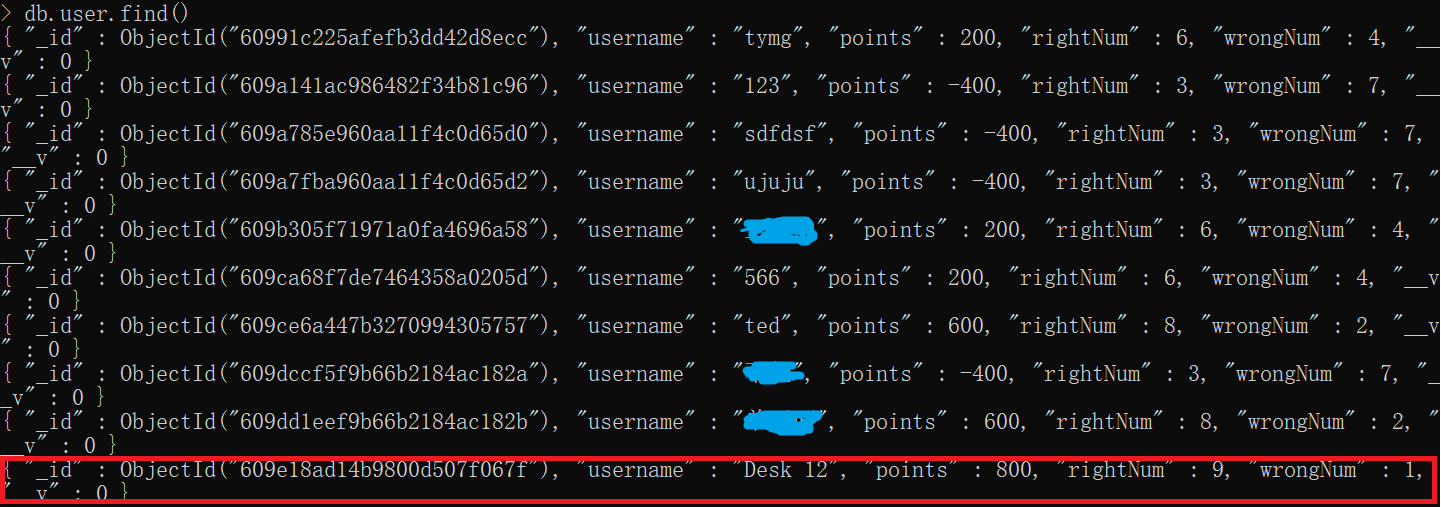 > db.user.find()
{ "_id" : ObjectId("60991c225afefb3dd42d8ecc"), "username" : "tymg", "points" : 200, "rightNum" : 6, "wrongNum" : 4, "__
v" : 0 }
{ "_id" : ObjectId("609a141ac986482f34b81c96"), "username" : "123", "points" : -400, "rightNum" : 3, "wrongNum" : 7, "__
v" : 0 }
{ "_id" : ObjectId("609a785e960aa11f4c0d65d0"), "username" : "sdfdsf", "points" : -400, "rightNum" : 3, "wrongNum" : 7,
"__v" : 0 }
{ "_id" : ObjectId("609a7fba960aa11f4c0d65d2"), "username" : "ujuju", "points" : -400, "rightNum" : 3, "wrongNum" : 7, "
__v" : 0 }
{ "_id" : ObjectId("609b305f71971a0fa4696a58"), "username" : "", "points" : 200, "rightNum" : 6, "wrongNum" : 4, "
__v" : 0 }
{ "_id" : ObjectId("609ca68f7de7464358a0205d"), "username" : "566", "points" : 200, "rightNum" : 6, "wrongNum" : 4, "__v
" : 0 }
{ "_id" : ObjectId("609ce6a447b3270994305757"), "username" : "ted", "points" : 600, "rightNum" : 8, "wrongNum" : 2, "__v
" : 0 }
{ "_id" : ObjectId("609dccf5f9b66b2184ac182a"), "username" : "", "points" : -400, "rightNum" : 3, "wrongNum" : 7, "_
_v" : 0 }
{ "_id" : ObjectId("609dd1eef9b66b2184ac182b"), "username" : "", "points" : 600, "rightNum" : 8, "wrongNum" : 2, "
__v" : 0 }
{ "_id" : ObjectId("609e18ad14b9800d507f067f"), "username" : "Desk 12", "points" : 800, "rightNum" : 9, "wrongNum" : 1,
"__v" : 0 }